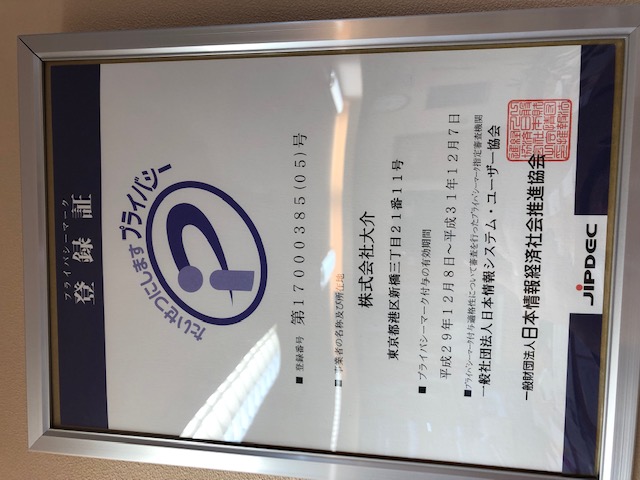 プライバシーマーク
登録証
たいせつにしますプライバシー
■ 登録番号 第17000385(05)号
■ 事業者の名称及び所在地
株式会社大介
東京都港区新橋三丁目21番11号
■ プライバシーマーク付与の有効期間
平成29年12月8日～平成31年12月7日
■プライバシーマーク付与適格性について審査を行ったプライバシーマーク指定審査機関
一般社団法人日本情報システム・ユーザー協会
一般財団法人日本情報経済社会推進協会
JIPDEC